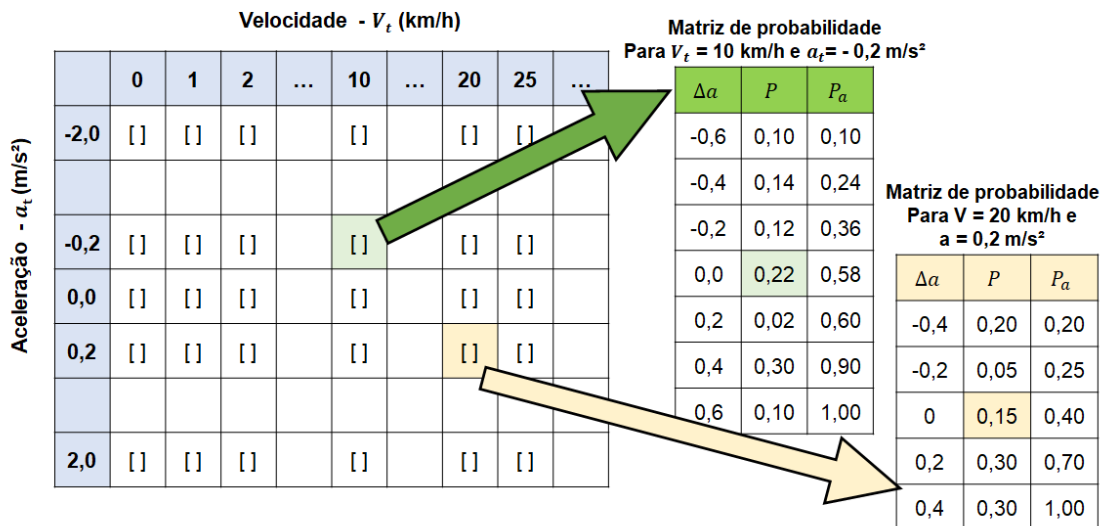 Velocidade - Vₜ (km/h)
Aceleração - aₜ (m/s²)
0 1 2 ... 10 ... 20 25 ...
-2,0 [ ] [ ] [ ] [ ] [ ] [ ]
-0,2 [ ] [ ] [ ] [ ] [ ] [ ]
0,0 [ ] [ ] [ ] [ ] [ ] [ ]
0,2 [ ] [ ] [ ] [ ] [ ] [ ]
2,0 [ ] [ ] [ ] [ ] [ ] [ ]
Matriz de probabilidade
Para Vₜ = 10 km/h e aₜ= - 0,2 m/s²
Δa P Pₐ
-0,6 0,10 0,10
-0,4 0,14 0,24
-0,2 0,12 0,36
0,0 0,22 0,58
0,2 0,02 0,60
0,4 0,30 0,90
0,6 0,10 1,00
Matriz de probabilidade
Para V = 20 km/h e
a = 0,2 m/s²
Δa P Pₐ
-0,4 0,20 0,20
-0,2 0,05 0,25
0 0,15 0,40
0,2 0,30 0,70
0,4 0,30 1,00